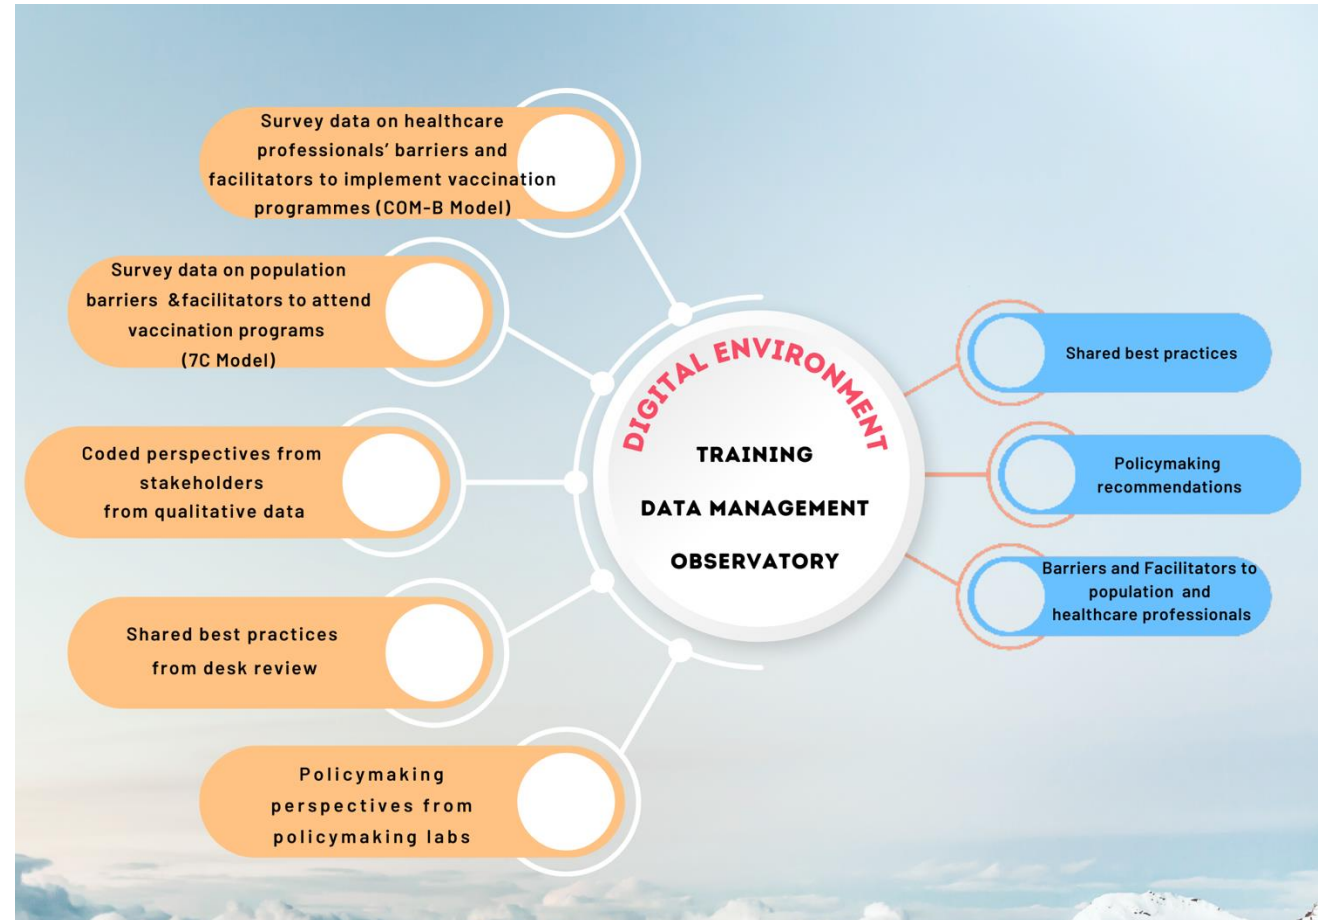 Survey data on healthcare
professionals’ barriers and
facilitators to implement vaccination
programmes (COM-B Model)
Survey data on population
barriers &facilitators to attend
vaccination programs
(7C Model)
Coded perspectives from
stakeholders
from qualitative data
Shared best practices
from desk review
Policymaking
perspectives from
policymaking labs
DIGITAL ENVIRONMENT
TRAINING
DATA MANAGEMENT
OBSERVATORY
Shared best practices
Policymaking
recommendations
Barriers and Facilitators to
population and
healthcare professionals